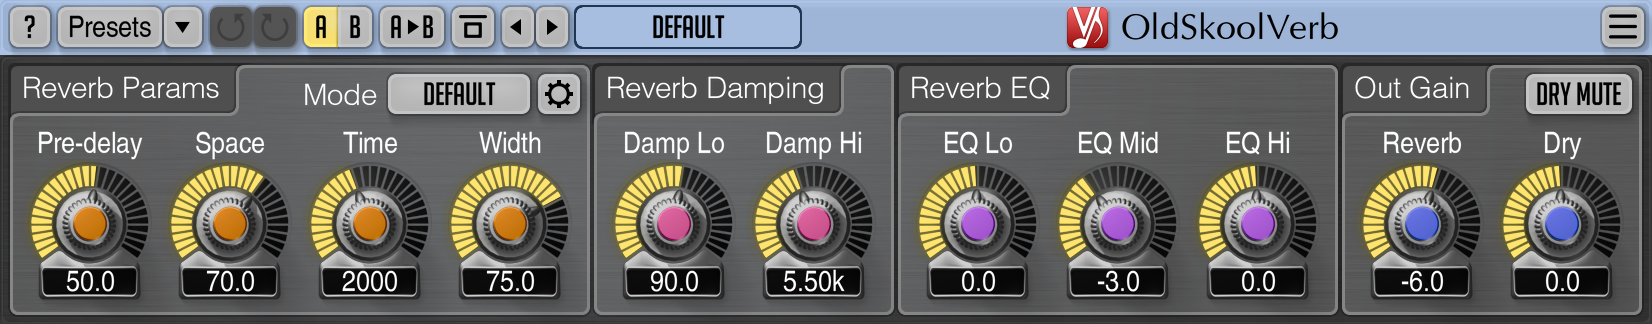 ? Presets A B A B DEFAULT OldSkoolVerb
Reverb Params Mode DEFAULT Reverb Damping Reverb EQ Out Gain DRY MUTE
Pre-delay Space Time Width Damp Lo Damp Hi EQ Lo EQ Mid EQ Hi Reverb Dry
50.0 70.0 2000 75.0 90.0 5.50k 0.0 -3.0 0.0 -6.0 0.0